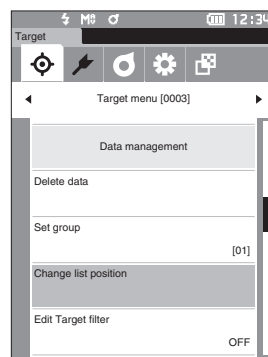 M 12:34
Target
Target menu [0003]
Data management
Delete data
Set group
[01]
Change list position
Edit Target filter
OFF